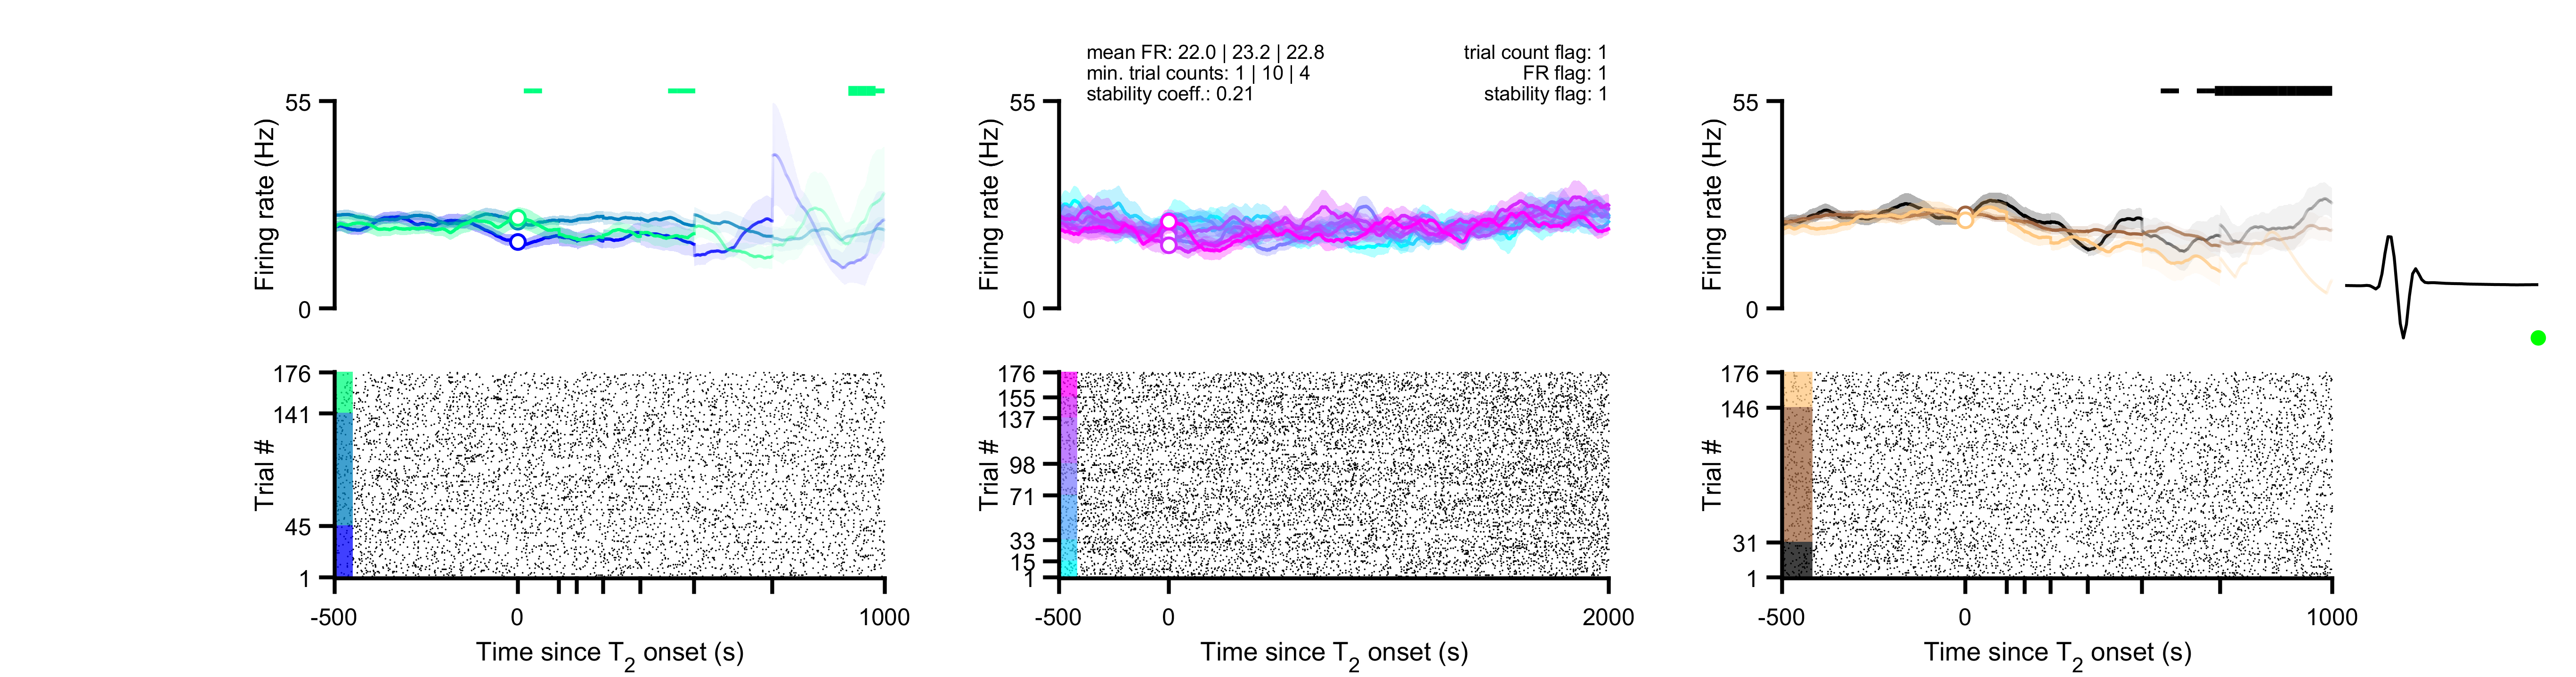 mean FR: 22.0 | 23.2 | 22.8
min. trial counts: 1 | 10 | 4
stability coeff.: 0.21
trial count flag: 1
FR flag: 1
stability flag: 1
55
Firing rate (Hz)
0
176
141
Trial #
45
1
-500
0
1000
Time since T2 onset (s)
55
Firing rate (Hz)
0
176
155
137
Trial #
98
71
33
15
1
-500
0
2000
Time since T2 onset (s)
55
Firing rate (Hz)
0
176
146
Trial #
31
1
-500
0
1000
Time since T2 onset (s)